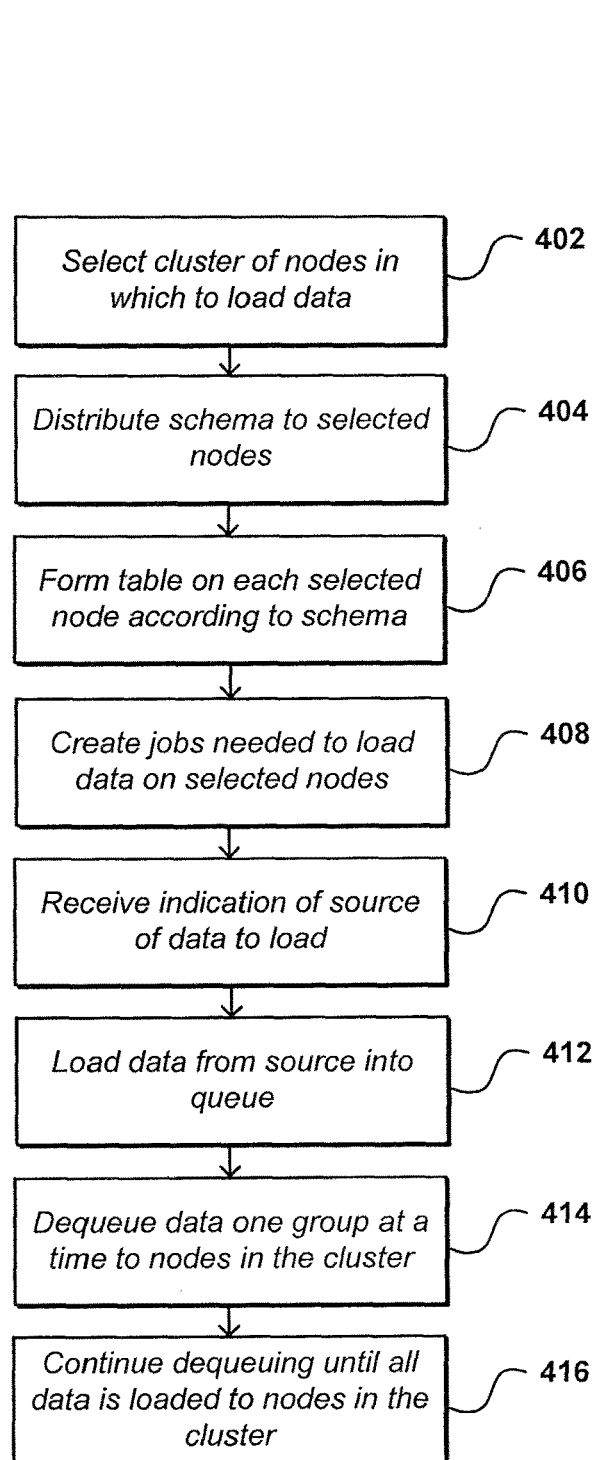 Select cluster of nodes in
which to load data
402
Distribute schema to selected
nodes
404
Form table on each selected
node according to schema
406
Create jobs needed to load
data on selected nodes
408
Receive indication of source
of data to load
410
Load data from source into
queue
412
Dequeue data one group at a
time to nodes in the cluster
414
Continue dequeuing until all
data is loaded to nodes in the
cluster
416